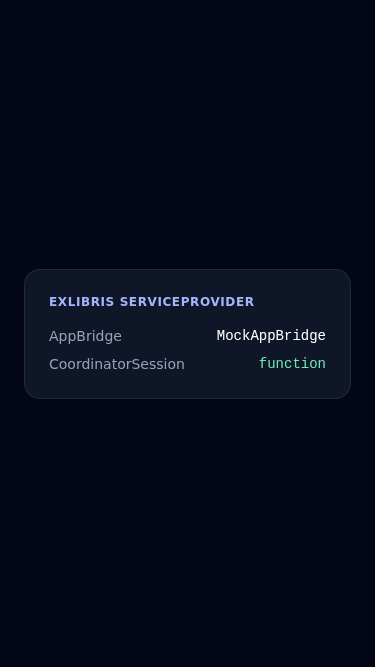 EXLIBRIS SERVICEPROVIDER
AppBridge MockAppBridge
CoordinatorSession function